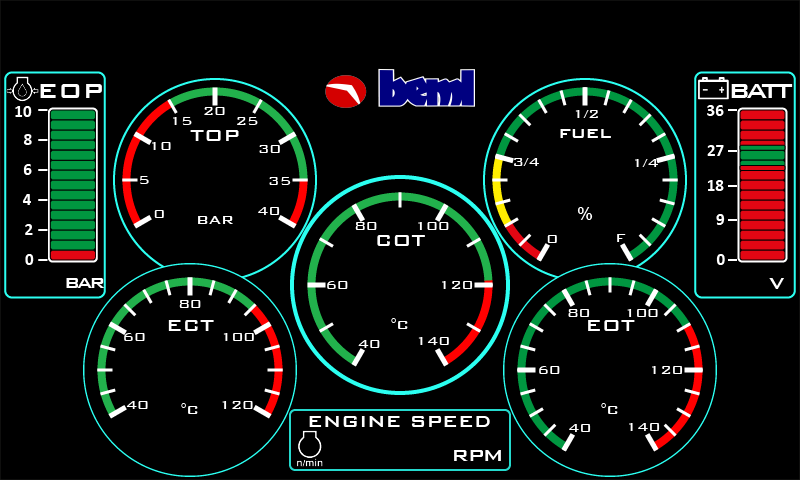 beml
EOP
10
8
6
4
2
0
BAR
TOP
0
5
10
15
20
25
30
35
40
BAR
FUEL
0
3/4
1/2
1/4
F
%
BATT
36
27
18
9
0
V
COT
40
60
80
100
120
140
°C
ECT
40
60
80
100
120
°C
EOT
40
60
80
100
120
140
°C
ENGINE SPEED
n/min
RPM